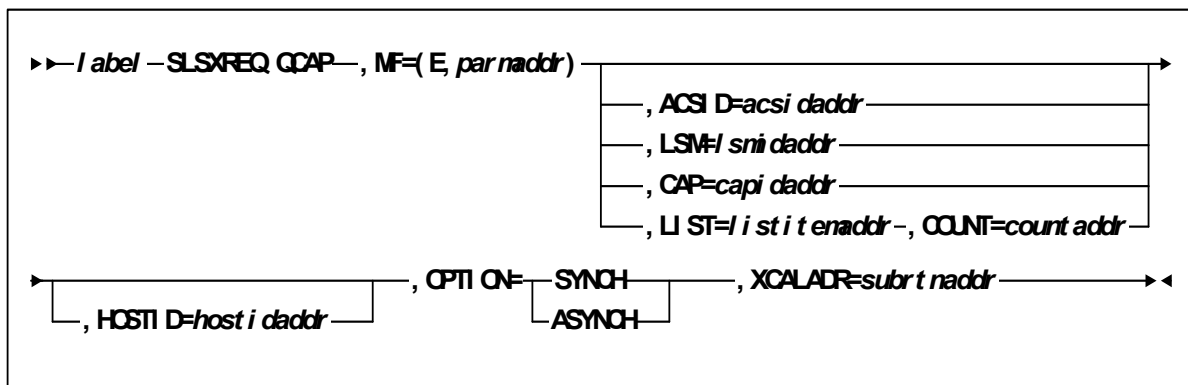 label SLSXREQ QCAP , MF=(E,parmaddr)
, ACSID=acsidaddr
, LSM=lsmidaddr
, CAP=capidaddr
, LIST=listitemaddr , COUNT=countaddr
, HOSTID=hostidaddr
, OPTION= SYNCH
ASYNCH
, XCALADR=subrtnaddr